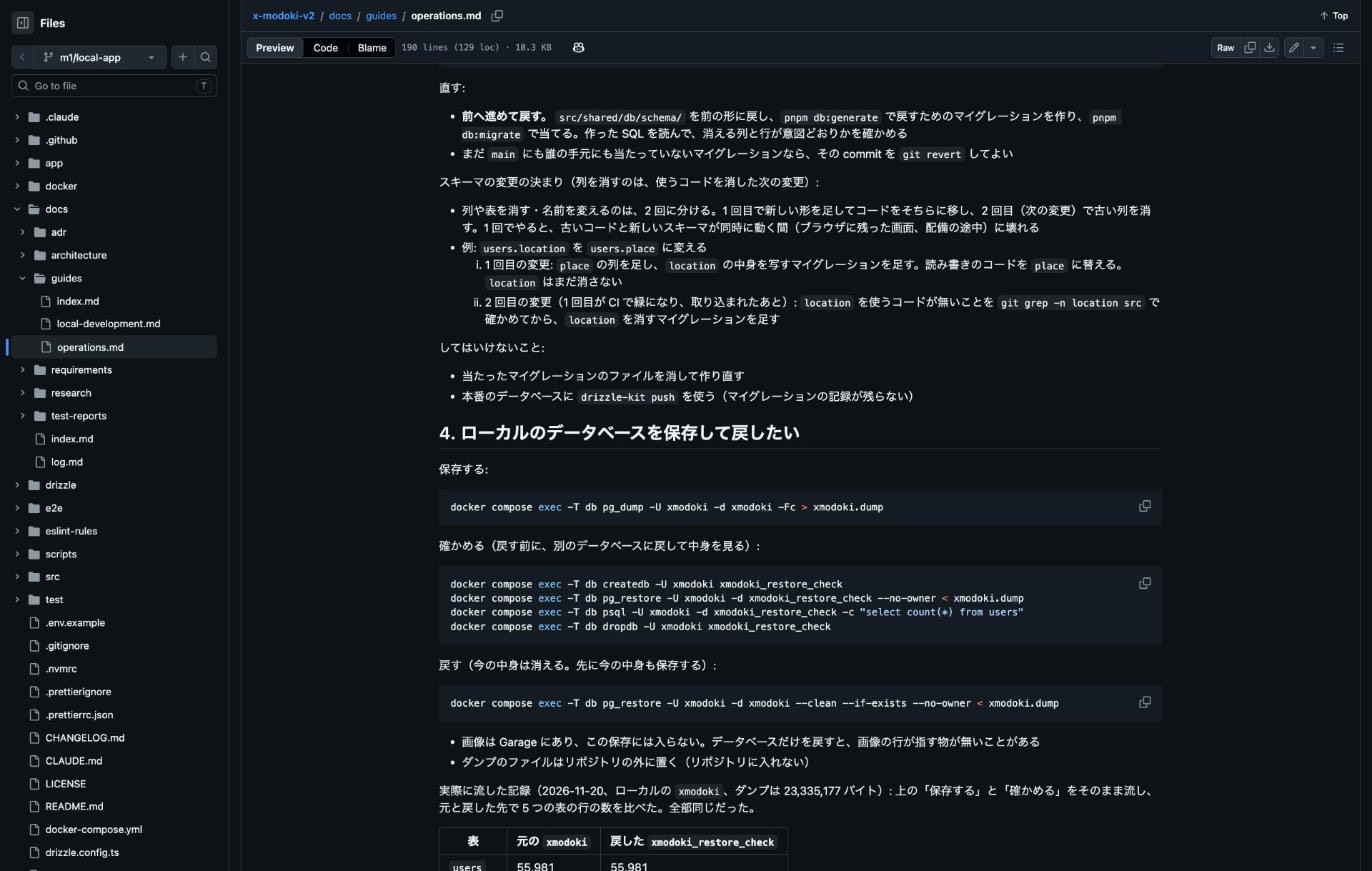 Files
m1/local-app
Go to file
T
.claude
.github
app
docker
docs
adr
architecture
guides
index.md
local-development.md
operations.md
requirements
research
test-reports
index.md
log.md
drizzle
e2e
eslint-rules
scripts
src
test
.env.example
.gitignore
.nvmrc
.prettierignore
.prettierrc.json
CHANGELOG.md
CLAUDE.md
LICENSE
README.md
docker-compose.yml
drizzle.config.ts
x-modoki-v2 / docs / guides / operations.md
Top
Preview Code Blame 190 lines (129 loc) · 10.3 KB
Raw
直す:
• 前へ進めて戻す。 src/shared/db/schema/ を前の形に戻し、 pnpm db:generate で戻すためのマイグレーションを作り、 pnpm
db:migrate で当てる。作った SQL を読んで、消える列と行が意図どおりかを確かめる
• まだ main にも誰の手元にも当たっていないマイグレーションなら、その commit を git revert してよい
スキーマの変更の決まり（列を消すのは、使うコードを消した次の変更）:
• 列や表を消す・名前を変えるのは、2 回に分ける。1 回目で新しい形を足してコードをそちらに移し、2 回目（次の変更）で古い列を消
す。1 回でやると、古いコードと新しいスキーマが同時に動く間（ブラウザに残った画面、配備の途中）に壊れる
• 例: users.location を users.place に変える
i. 1 回目の変更: place の列を足し、 location の中身を写すマイグレーションを足す。読み書きのコードを place に替える。
location はまだ消さない
ii. 2 回目の変更（1 回目が CI で緑になり、取り込まれたあと）: location を使うコードが無いことを git grep -n location src で
確かめてから、 location を消すマイグレーションを足す
してはいけないこと:
• 当たったマイグレーションのファイルを消して作り直す
• 本番のデータベースに drizzle-kit push を使う（マイグレーションの記録が残らない）
4. ローカルのデータベースを保存して戻したい
保存する:
docker compose exec -T db pg_dump -U xmodoki -d xmodoki -Fc > xmodoki.dump
確かめる（戻す前に、別のデータベースに戻して中身を見る）:
docker compose exec -T db createdb -U xmodoki xmodoki_restore_check
docker compose exec -T db pg_restore -U xmodoki -d xmodoki_restore_check --no-owner < xmodoki.dump
docker compose exec -T db psql -U xmodoki -d xmodoki_restore_check -c "select count(*) from users"
docker compose exec -T db dropdb -U xmodoki xmodoki_restore_check
戻す（今の中身は消える。先に今の中身も保存する）:
docker compose exec -T db pg_restore -U xmodoki -d xmodoki --clean --if-exists --no-owner < xmodoki.dump
• 画像は Garage にあり、この保存には入らない。データベースだけを戻すと、画像の行が指す物が無いことがある
• ダンプのファイルはリポジトリの外に置く（リポジトリに入れない）
実際に流した記録（2026-11-20、ローカルの xmodoki 、ダンプは 23,335,177 バイト）: 上の「保存する」と「確かめる」をそのまま流し、
元と戻した先で 5 つの表の行の数を比べた。全部同じだった。
表 元の xmodoki 戻した xmodoki_restore_check
users 55,981 55,981